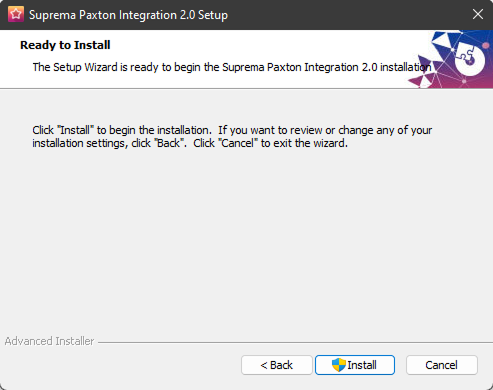 Suprema Paxton Integration 2.0 Setup
Ready to Install
The Setup Wizard is ready to begin the Suprema Paxton Integration 2.0 installation
Click "Install" to begin the installation.  If you want to review or change any of your
installation settings, click "Back".  Click "Cancel" to exit the wizard.
Advanced Installer
< Back
Install
Cancel